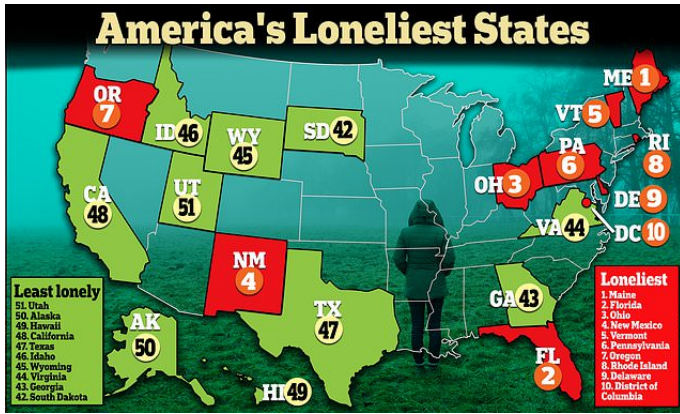 America's Loneliest States
ME 1
OR
7
VT 5
ID 46
WY
45
SD 42
PA
6
RI
8
OH 3
UT
51
CA
48
DE 9
VA 44
DC 10
NM
4
TX
47
GA 43
AK
50
HI 49
FL
2
Least lonely
51. Utah
50. Alaska
49. Hawaii
48. California
47. Texas
46. Idaho
45. Wyoming
44. Virginia
43. Georgia
42. South Dakota
Loneliest
1. Maine
2. Florida
3. Ohio
4. New Mexico
5. Vermont
6. Pennsylvania
7. Oregon
8. Rhode Island
9. Delaware
10. District of
Columbia